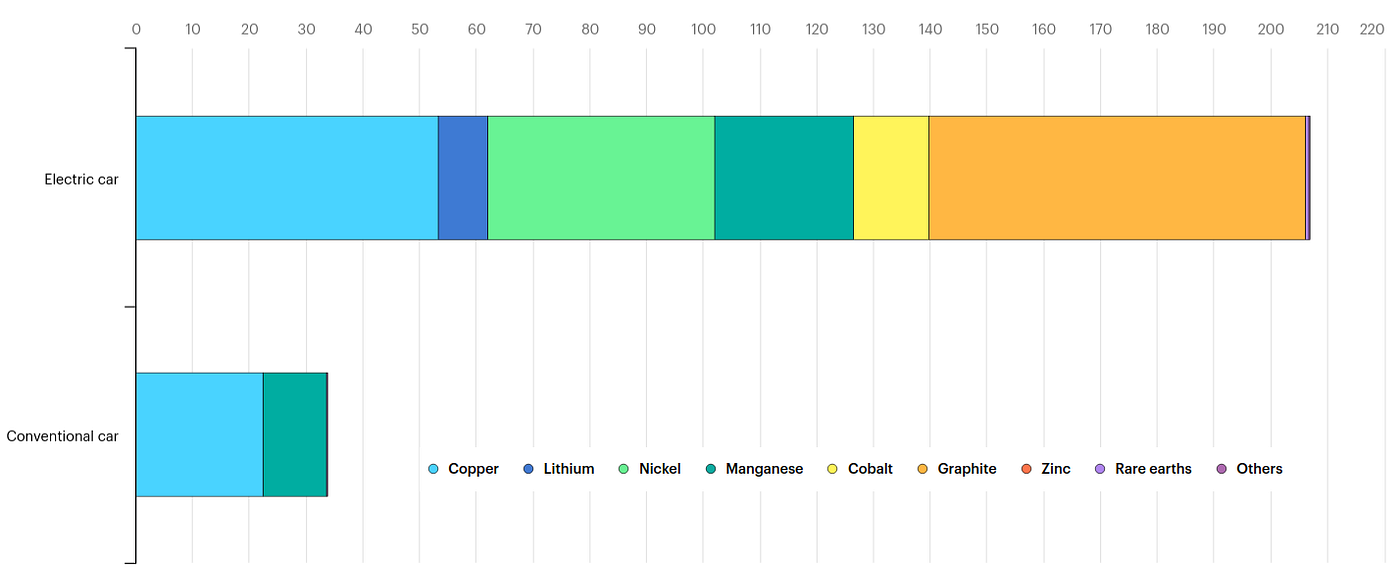 0 10 20 30 40 50 60 70 80 90 100 110 120 130 140 150 160 170 180 190 200 210 220
Electric car
Conventional car
Copper Lithium Nickel Manganese Cobalt Graphite Zinc Rare earths Others